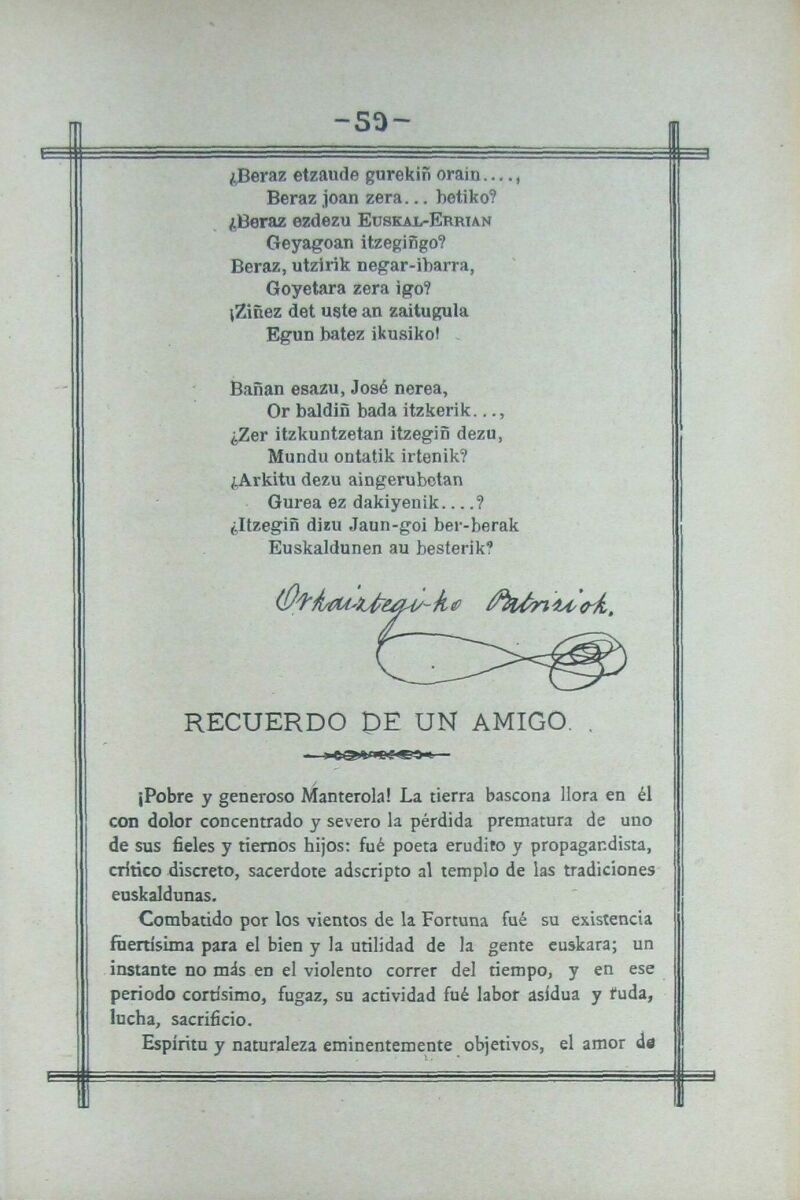 -59-
¿Beraz etzaude gurekiñ orain....,
Beraz joan zera... betiko?
¿Beraz ezdezu EUSKAL-ERRIAN
Geyagoan itzegiñgo?
Beraz, utzirik negar-ibarra,
Goyetara zera igo?
¡Ziñez det uste an zaitugula
Egun batez ikusiko!
Bañan esazu, José nerea,
Or baldiñ bada itzkerik...,
¿Zer itzkuntzetan itzegiñ dezu,
Mundu ontatik irtenik?
¿Arkitu dezu aingerubetan
Gurea ez dakiyenik....?
¿Itzegiñ dizu Jaun-goi ber-berak
Euskaldunen au besterik?
Orkaiztegi-ko Patriziok.
RECUERDO DE UN AMIGO.
¡Pobre y generoso Manterola! La tierra bascona llora en él
con dolor concentrado y severo la pérdida prematura de uno
de sus fieles y tiernos hijos: fué poeta erudito y propagandista,
crítico discreto, sacerdote adscripto al templo de las tradiciones
euskaldunas.
Combatido por los vientos de la Fortuna fué su existencia
fuertísima para el bien y la utilidad de la gente euskara; un
instante no más en el violento correr del tiempo, y en ese
periodo cortísimo, fugaz, su actividad fué labor asídua y ruda,
lucha, sacrificio.
Espíritu y naturaleza eminentemente objetivos, el amor de